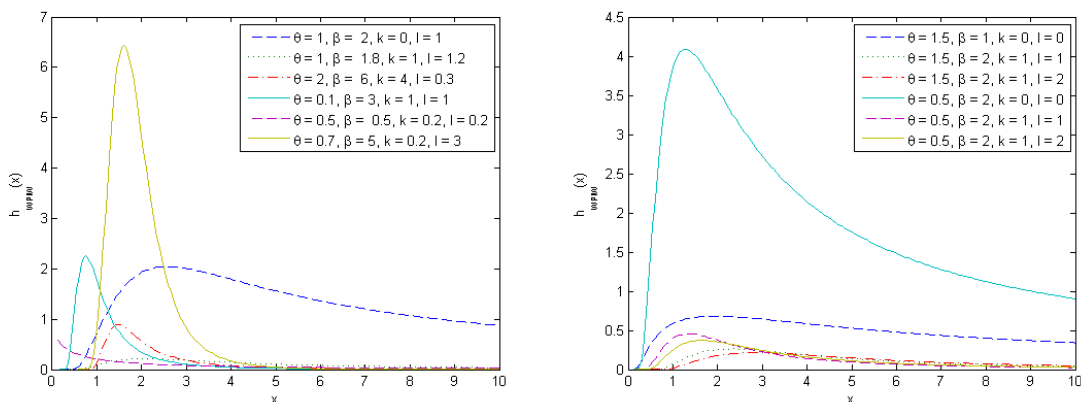 7
6
5
4
3
2
1
0
h (x)
θ = 1, β = 2, k = 0, l = 1
θ = 1, β = 1.8, k = 1, l = 1.2
θ = 2, β = 6, k = 4, l = 0.3
θ = 0.1, β = 3, k = 1, l = 1
θ = 0.5, β = 0.5, k = 0.2, l = 0.2
θ = 0.7, β = 5, k = 0.2, l = 3
0 1 2 3 4 5 6 7 8 9 10
x
4.5
4
3.5
3
2.5
2
1.5
1
0.5
0
h (x)
θ = 1.5, β = 1, k = 0, l = 0
θ = 1.5, β = 2, k = 1, l = 1
θ = 1.5, β = 2, k = 1, l = 2
θ = 0.5, β = 2, k = 0, l = 0
θ = 0.5, β = 2, k = 1, l = 1
θ = 0.5, β = 2, k = 1, l = 2
0 1 2 3 4 5 6 7 8 9 10
x